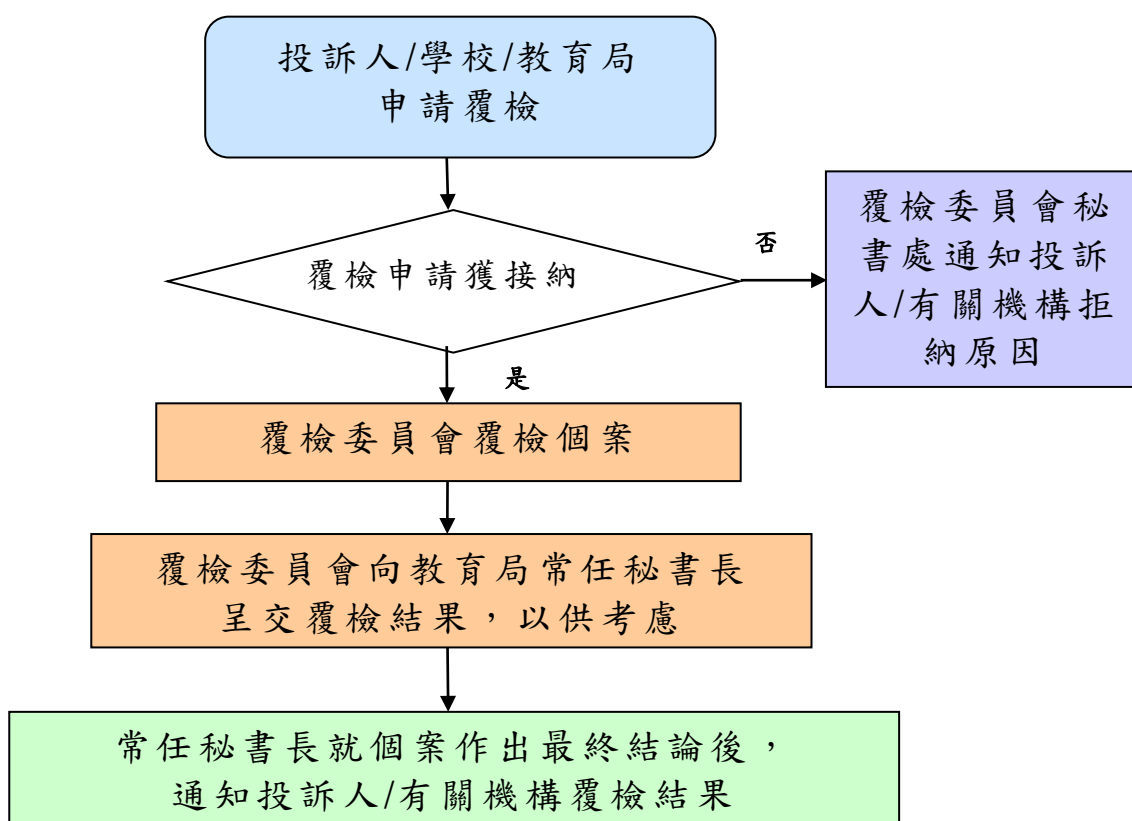 投訴人/學校/教育局
申請覆檢
覆檢申請獲接納
否
覆檢委員會秘
書處通知投訴
人/有關機構拒
納原因
是
覆檢委員會覆檢個案
覆檢委員會向教育局常任秘書長
呈交覆檢結果，以供考慮
常任秘書長就個案作出最終結論後，
通知投訴人/有關機構覆檢結果